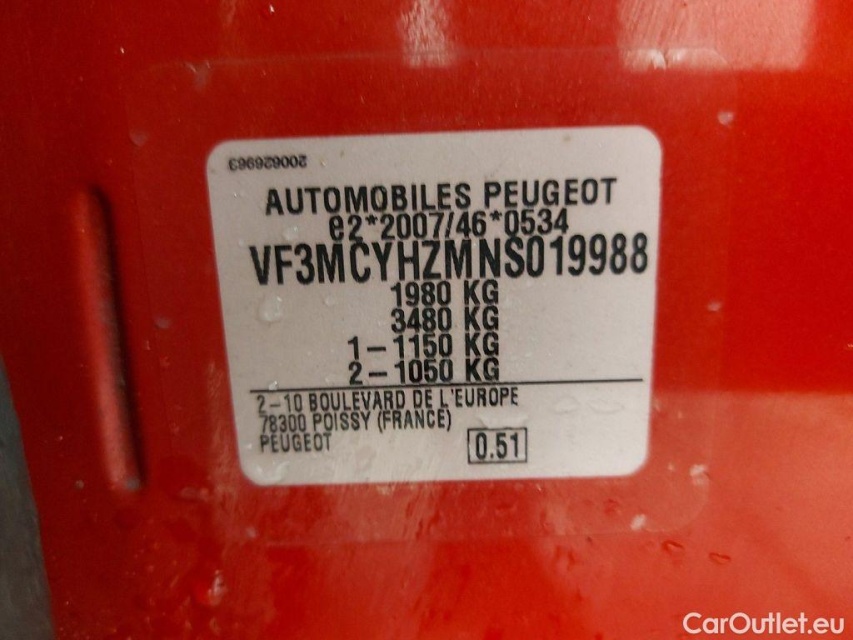 200626963
AUTOMOBILES PEUGEOT
e2*2007/46*0534
VF3MCYHZMNS019988
1980 KG
3480 KG
1-1150 KG
2-1050 KG
2-10 BOULEVARD DE L'EUROPE
78300 POISSY (FRANCE)
PEUGEOT
0.51
CarOutlet.eu